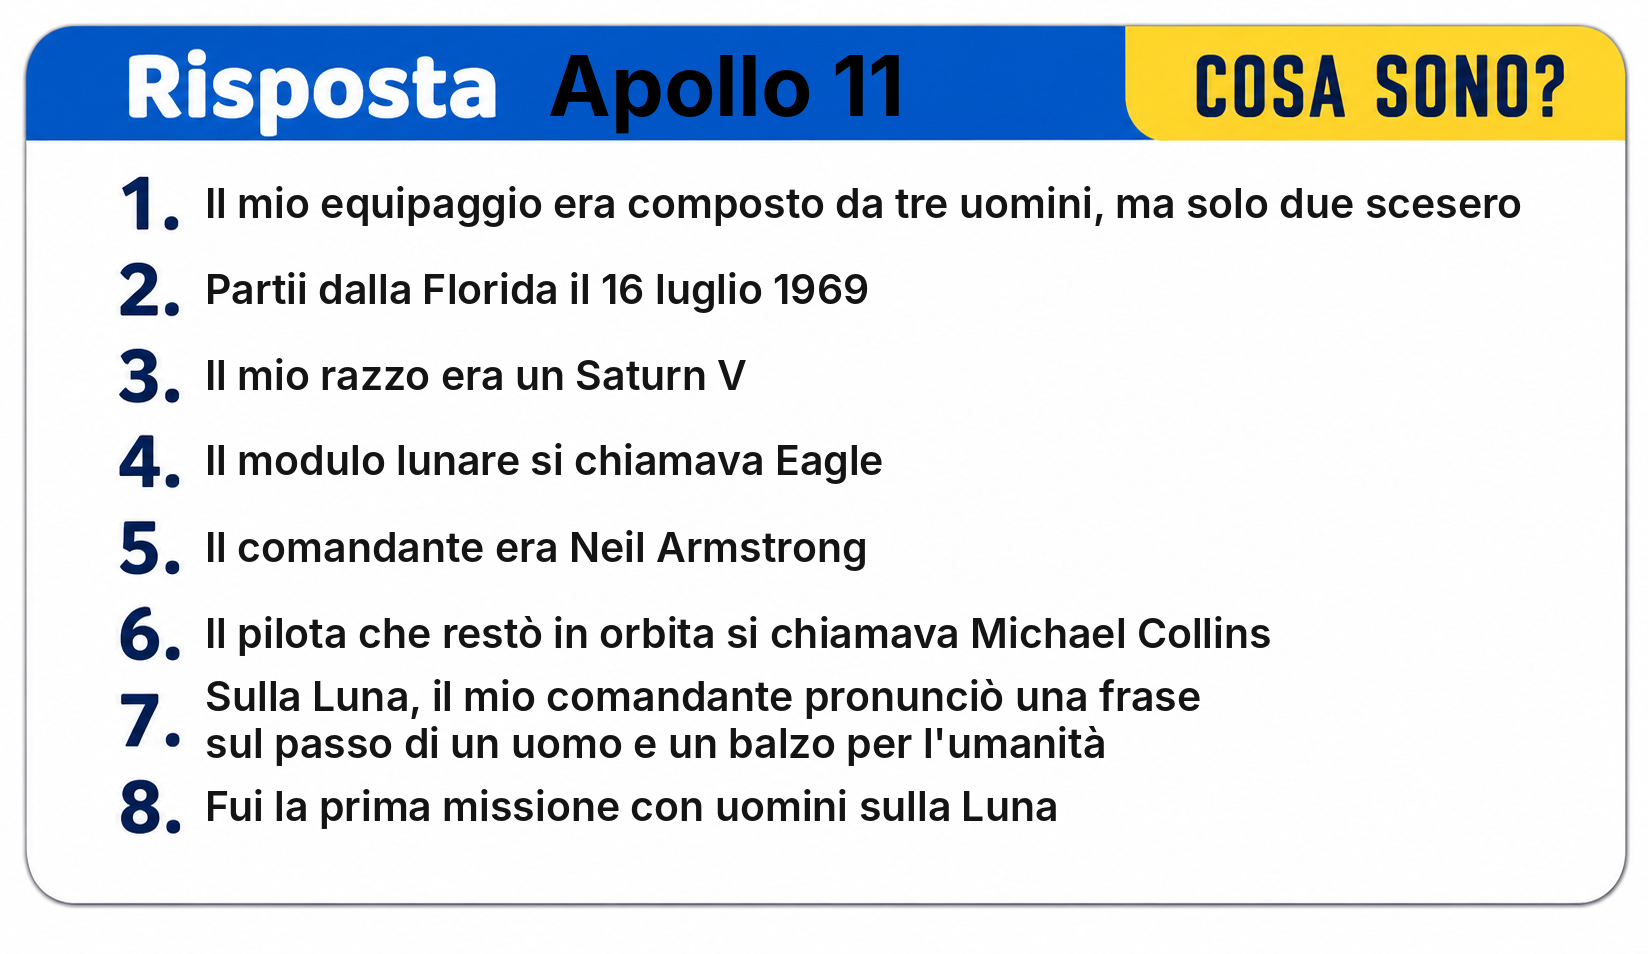 Risposta Apollo 11 COSA SONO?
1. Il mio equipaggio era composto da tre uomini, ma solo due scesero
2. Partii dalla Florida il 16 luglio 1969
3. Il mio razzo era un Saturn V
4. Il modulo lunare si chiamava Eagle
5. Il comandante era Neil Armstrong
6. Il pilota che restò in orbita si chiamava Michael Collins
7. Sulla Luna, il mio comandante pronunciò una frase
sul passo di un uomo e un balzo per l'umanità
8. Fui la prima missione con uomini sulla Luna